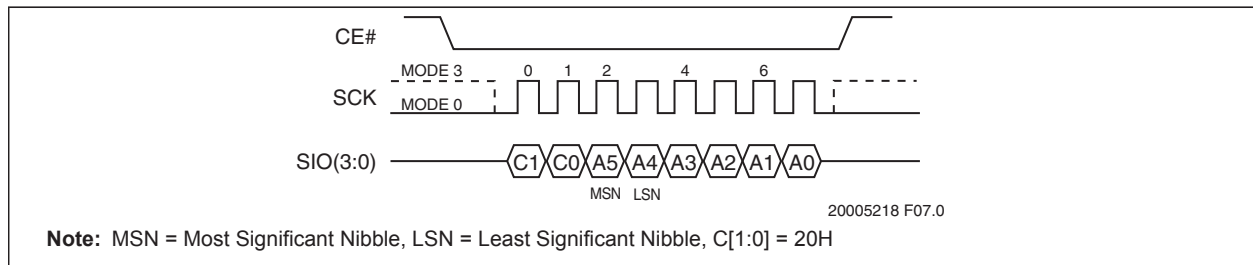 CE#
MODE 3 0 1 2 4 6
SCK
MODE 0
SIO(3:0) C1 C0 A5 A4 A3 A2 A1 A0
MSN LSN
20005218 F07.0
Note: MSN = Most Significant Nibble, LSN = Least Significant Nibble, C[1:0] = 20H